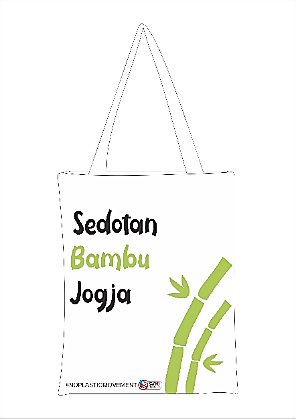 Sedotan
Bambu
Jogja
#NOPLASTICMOVEMENT